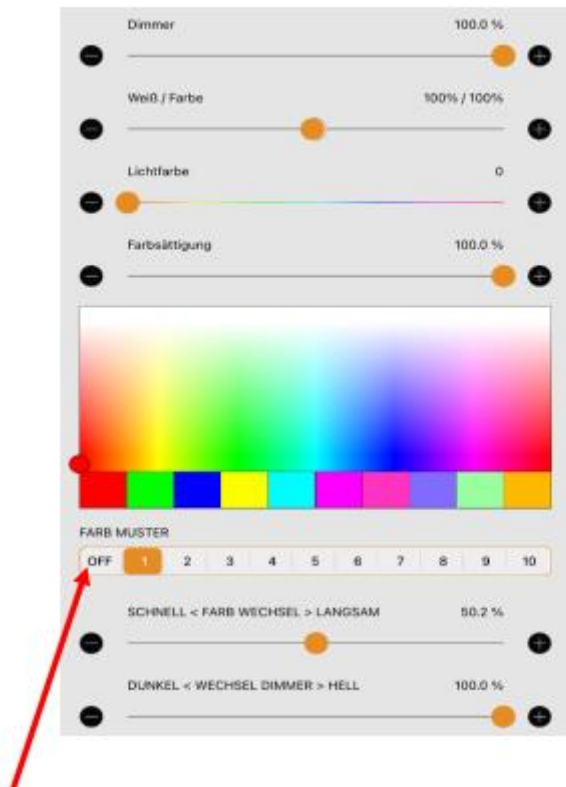 Dimmer 100.0 %
Weiß / Farbe 100% / 100%
Lichtfarbe 0
Farbsättigung 100.0 %
FARB MUSTER
OFF 1 2 3 4 5 6 7 8 9 10
SCHNELL < FARB WECHSEL > LANGSAM 50.2 %
DUNKEL < WECHSEL DIMMER > HELL 100.0 %